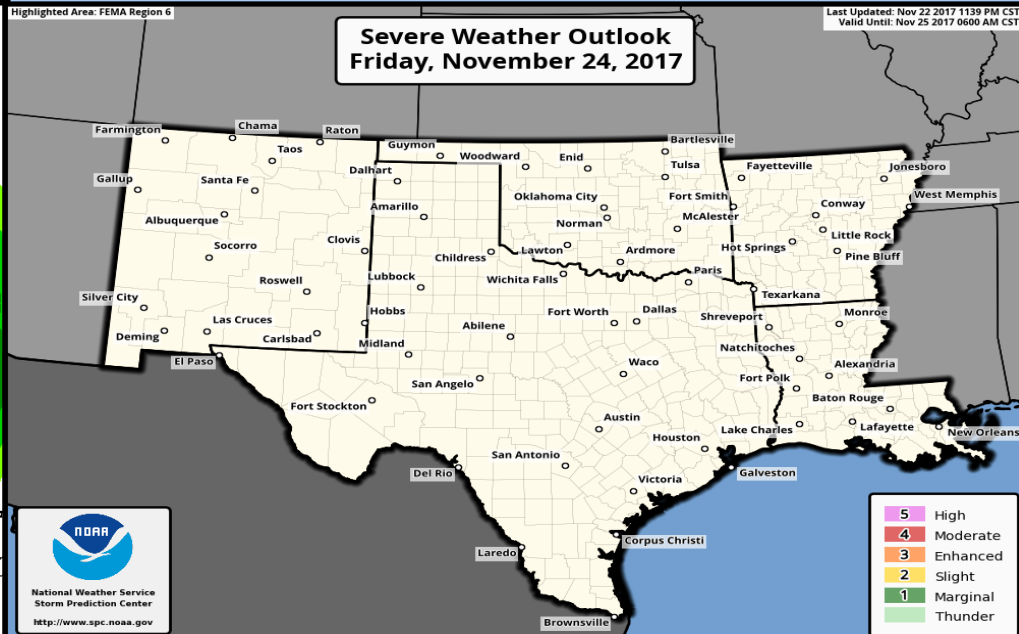 Highlighted Area: FEMA Region 6
Last Updated: Nov 22 2017 1139 PM CST
Valid Until: Nov 25 2017 0600 AM CST
Severe Weather Outlook
Friday, November 24, 2017
Farmington
Chama
Raton
Taos
Guymon
Woodward
Enid
Bartlesville
Tulsa
Fayetteville
Jonesboro
Gallup
Santa Fe
Dalhart
Amarillo
Oklahoma City
Fort Smith
West Memphis
Conway
Albuquerque
Norman
McAlester
Little Rock
Socorro
Clovis
Childress
Lawton
Ardmore
Hot Springs
Pine Bluff
Roswell
Lubbock
Wichita Falls
Paris
Texarkana
Silver City
Las Cruces
Hobbs
Fort Worth
Dallas
Shreveport
Monroe
Deming
Carlsbad
Midland
Abilene
Natchitoches
El Paso
San Angelo
Waco
Fort Polk
Alexandria
Fort Stockton
Baton Rouge
Austin
Lake Charles
Lafayette
New Orleans
Houston
Del Rio
San Antonio
Galveston
Victoria
Laredo
Corpus Christi
Brownsville
NOAA
National Weather Service
Storm Prediction Center
http://www.spc.noaa.gov
5 High
4 Moderate
3 Enhanced
2 Slight
1 Marginal
Thunder